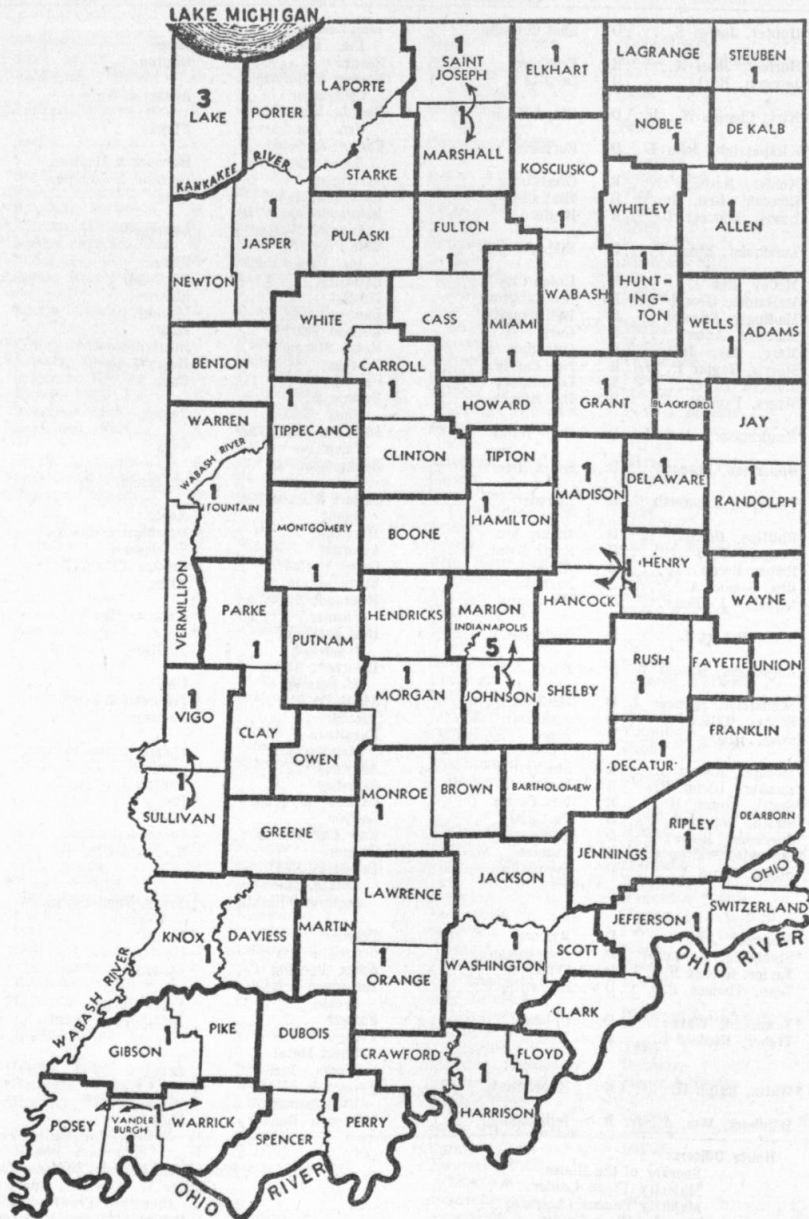 LAKE MICHIGAN
1
SAINT
JOSEPH
1
ELKHART
LAGRANGE
STEUBEN
1
3
LAKE
PORTER
LAPORTE
1
1
MARSHALL
NOBLE
1
DE KALB
KANKAKEE RIVER
STARKE
KOSCIUSKO
1
WHITLEY
1
ALLEN
1
JASPER
PULASKI
FULTON
1
NEWTON
WHITE
CASS
MIAMI
1
WABASH
1
HUNT-
ING-
TON
WELLS
1
ADAMS
BENTON
CARROLL
HOWARD
1
GRANT
BLACKFORD
JAY
WARREN
1
TIPPECANOE
WABASH RIVER
CLINTON
TIPTON
1
MADISON
DELAWARE
1
RANDOLPH
1
FOUNTAIN
MONTGOMERY
1
BOONE
1
HAMILTON
VERMILLION
PARKE
1
PUTNAM
HENDRICKS
MARION
INDIANAPOLIS
5
HANCOCK
1
HENRY
1
WAYNE
1
VIGO
1
MORGAN
1
JOHNSON
SHELBY
RUSH
1
FAYETTE
UNION
CLAY
OWEN
FRANKLIN
1
SULLIVAN
MONROE
1
BROWN
BARTHOLOMEW
1
DECATUR
GREENE
RIPLEY
1
DEARBORN
JENNINGS
JACKSON
LAWRENCE
OHIO
SWITZERLAND
JEFFERSON 1
KNOX 1
DAVIESS
MARTIN
1
ORANGE
1
WASHINGTON
SCOTT
OHIO RIVER
WABASH RIVER
CLARK
GIBSON 1
PIKE
DUBOIS
CRAWFORD
1
FLOYD
HARRISON
POSEY
1
VANDER
BURGH
1
WARRICK
SPENCER
1
PERRY
OHIO RIVER